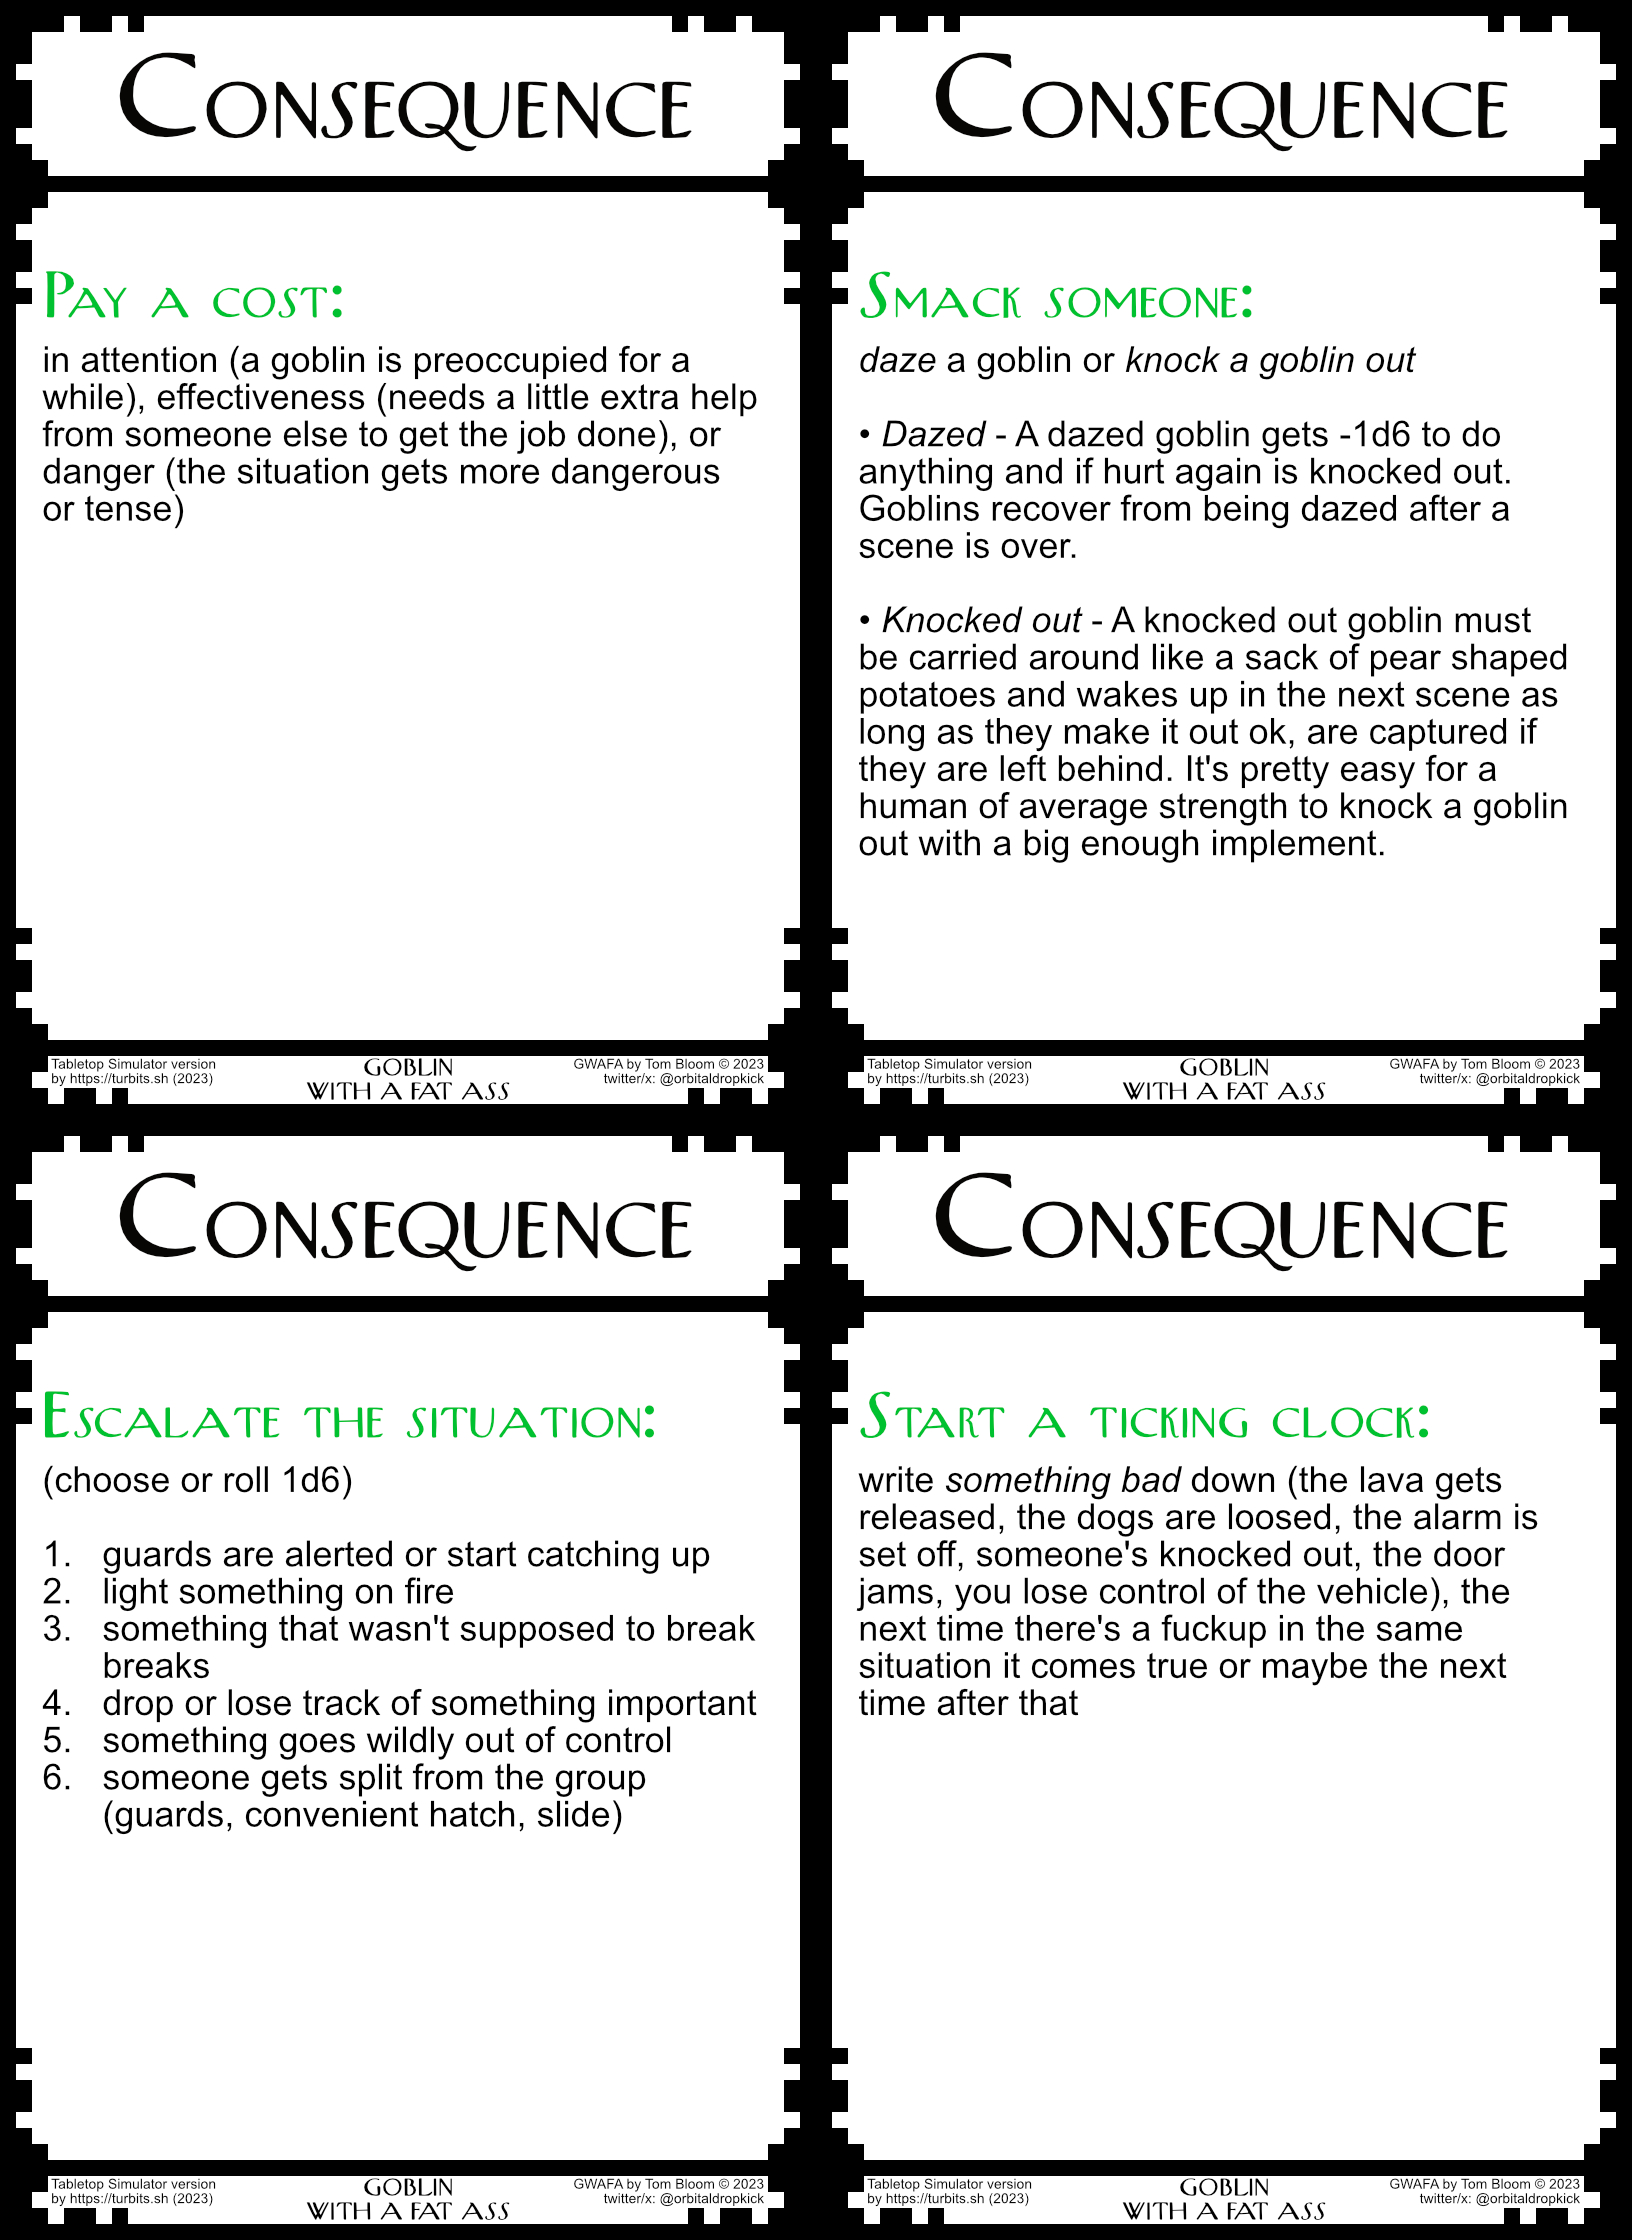 CONSEQUENCE
PAY A COST:
in attention (a goblin is preoccupied for a
while), effectiveness (needs a little extra help
from someone else to get the job done), or
danger (the situation gets more dangerous
or tense)
Tabletop Simulator version
by https://turbits.sh (2023)
GOBLIN
WITH A FAT ASS
GWAFA by Tom Bloom © 2023
twitter/x: @orbitaldropkick
CONSEQUENCE
SMACK SOMEONE:
daze a goblin or knock a goblin out
• Dazed - A dazed goblin gets -1d6 to do
anything and if hurt again is knocked out.
Goblins recover from being dazed after a
scene is over.
• Knocked out - A knocked out goblin must
be carried around like a sack of pear shaped
potatoes and wakes up in the next scene as
long as they make it out ok, are captured if
they are left behind. It's pretty easy for a
human of average strength to knock a goblin
out with a big enough implement.
Tabletop Simulator version
by https://turbits.sh (2023)
GOBLIN
WITH A FAT ASS
GWAFA by Tom Bloom © 2023
twitter/x: @orbitaldropkick
CONSEQUENCE
ESCALATE THE SITUATION:
(choose or roll 1d6)
1. guards are alerted or start catching up
2. light something on fire
3. something that wasn't supposed to break
breaks
4. drop or lose track of something important
5. something goes wildly out of control
6. someone gets split from the group
(guards, convenient hatch, slide)
Tabletop Simulator version
by https://turbits.sh (2023)
GOBLIN
WITH A FAT ASS
GWAFA by Tom Bloom © 2023
twitter/x: @orbitaldropkick
CONSEQUENCE
START A TICKING CLOCK:
write something bad down (the lava gets
released, the dogs are loosed, the alarm is
set off, someone's knocked out, the door
jams, you lose control of the vehicle), the
next time there's a fuckup in the same
situation it comes true or maybe the next
time after that
Tabletop Simulator version
by https://turbits.sh (2023)
GOBLIN
WITH A FAT ASS
GWAFA by Tom Bloom © 2023
twitter/x: @orbitaldropkick